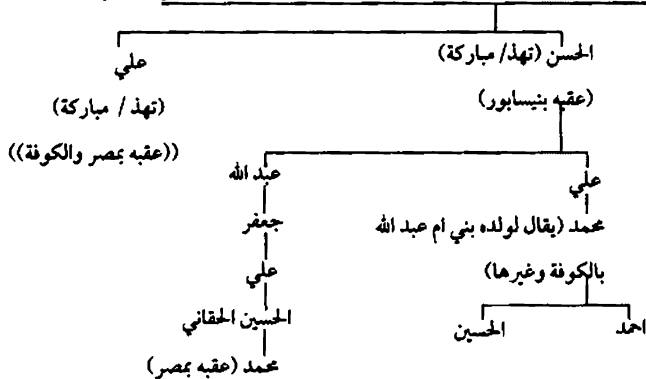 الحسن (تهذ/ مباركة)
علي
(تهذ / مباركة)
(عقبه بنيسابور)
((عقبه بمصر والكوفة))
علي
عبد الله
محمد (يقال لولده بني أم عبد الله
بالكوفة وغيرها)
جعفر
علي
احمد
الحسين
الحسين الحقاني
محمد (عقبه بمصر)